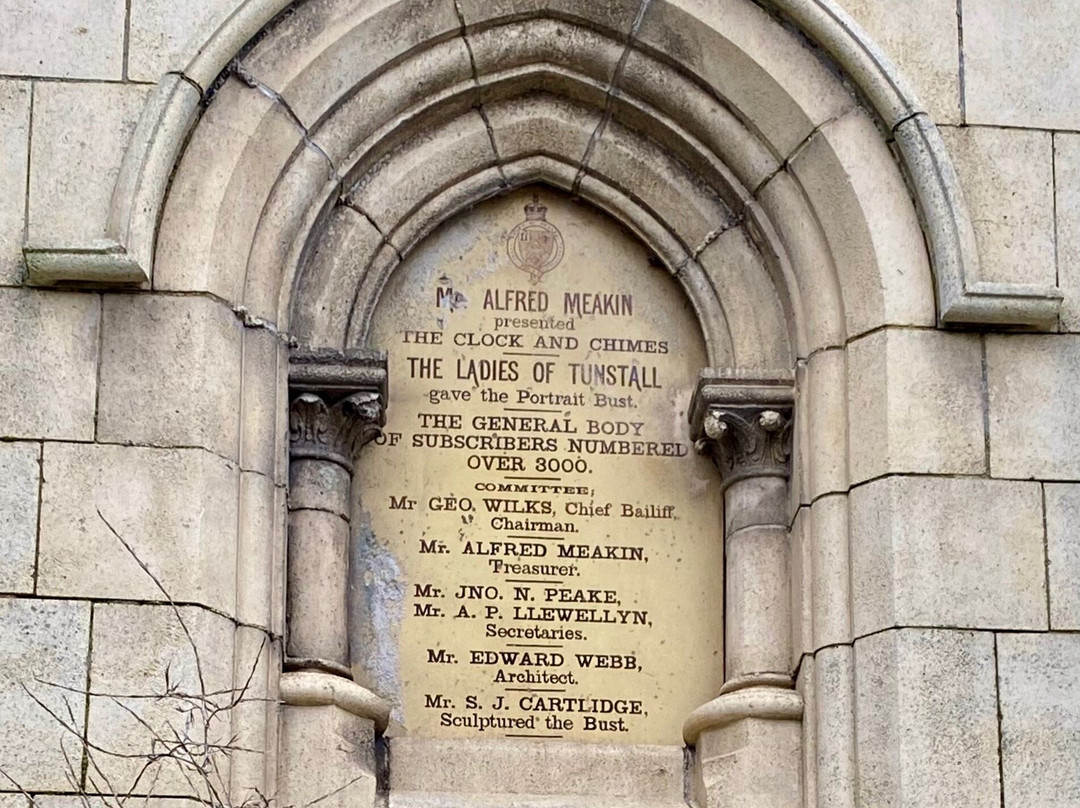 Mr ALFRED MEAKIN
presented
THE CLOCK AND CHIMES
THE LADIES OF TUNSTALL
gave the Portrait Bust.
THE GENERAL BODY
OF SUBSCRIBERS NUMBERED
OVER 3000.
COMMITTEE;
Mr GEO. WILKS, Chief Bailiff,
Chairman.
Mr. ALFRED MEAKIN,
Treasurer.
Mr. JNO. N. PEAKE,
Mr. A. P. LLEWELLYN,
Secretaries.
Mr. EDWARD WEBB,
Architect.
Mr. S. J. CARTLIDGE,
Sculptured the Bust.